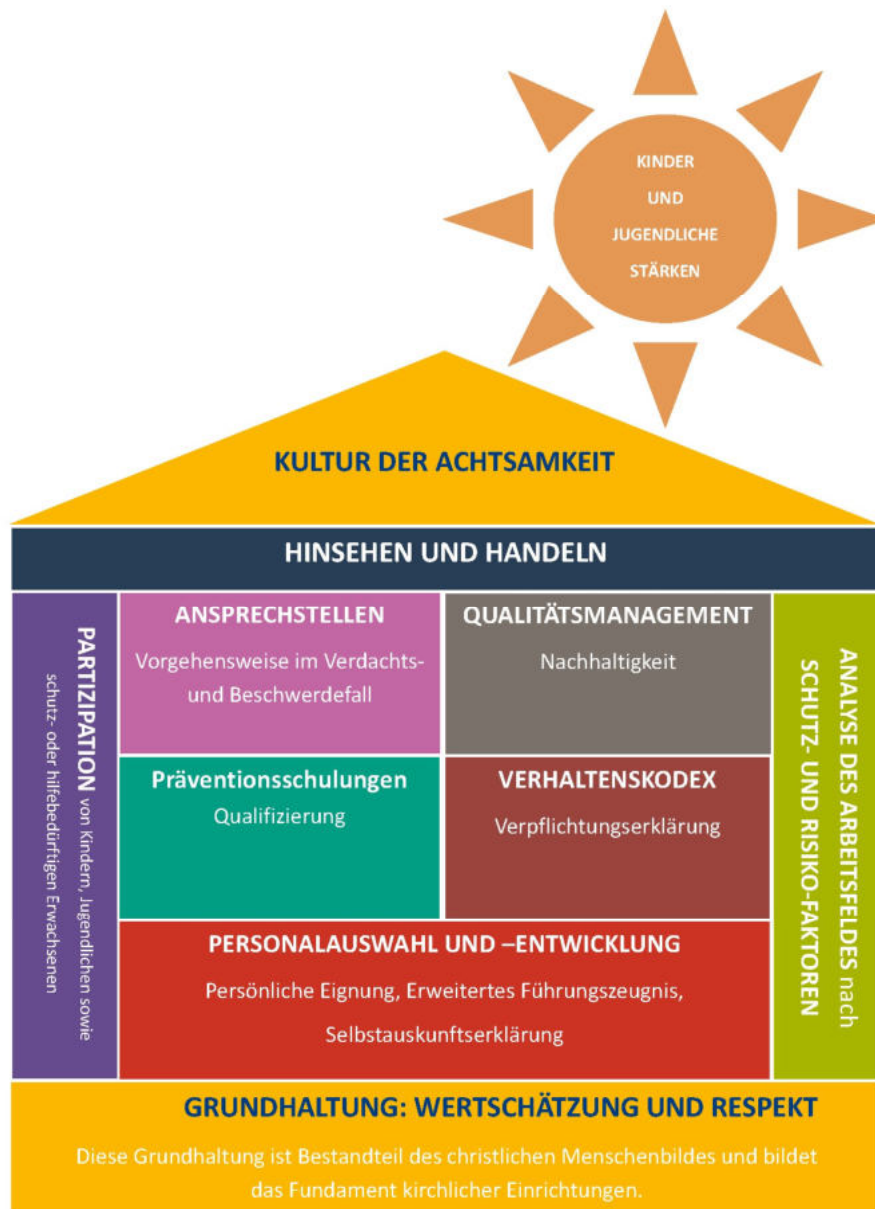 KINDER
UND
JUGENDLICHE
STÄRKEN
KULTUR DER ACHTSAMKEIT
HINSEHEN UND HANDELN
PARTIZIPATION von Kindern, Jugendlichen sowie
schutz- oder hilfebedürftigen Erwachsenen
ANSPRECHSTELLEN
Vorgehensweise im Verdachts-
und Beschwerdefall
QUALITÄTSMANAGEMENT
Nachhaltigkeit
Präventionsschulungen
Qualifizierung
VERHALTENSKODEX
Verpflichtungserklärung
PERSONALAUSWAHL UND –ENTWICKLUNG
Persönliche Eignung, Erweitertes Führungszeugnis,
Selbstauskunftserklärung
ANALYSE DES ARBEITSFELDES nach
SCHUTZ- UND RISIKO-FAKTOREN
GRUNDHALTUNG: WERTSCHÄTZUNG UND RESPEKT
Diese Grundhaltung ist Bestandteil des christlichen Menschenbildes und bildet
das Fundament kirchlicher Einrichtungen.